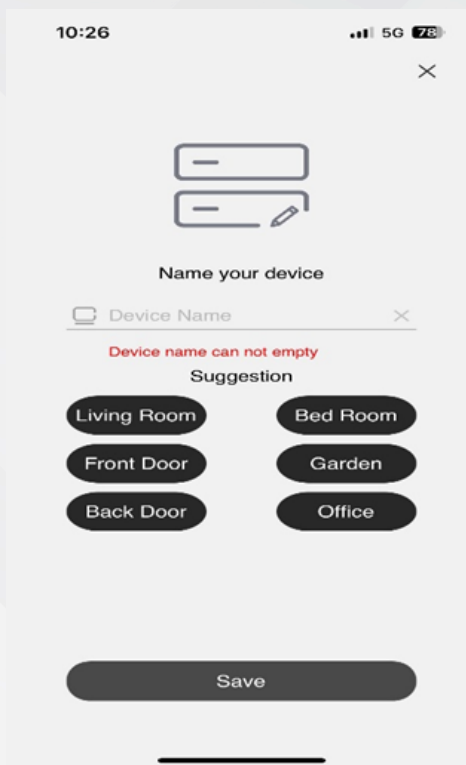 10:26 5G 78
Name your device
Device Name
Device name can not empty
Suggestion
Living Room Bed Room
Front Door Garden
Back Door Office
Save